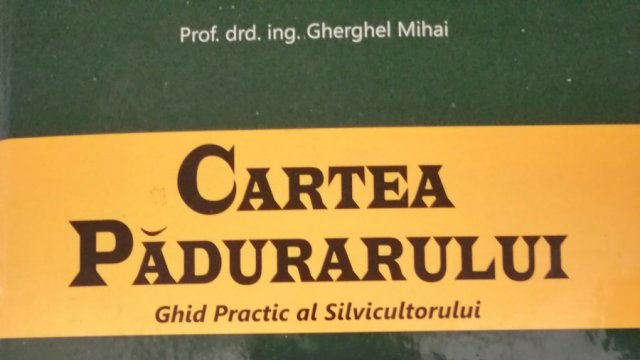 Prof. drd. ing. Gherghel Mihai
CARTEA
PĂDURARULUI
Ghid Practic al Silvicultorului